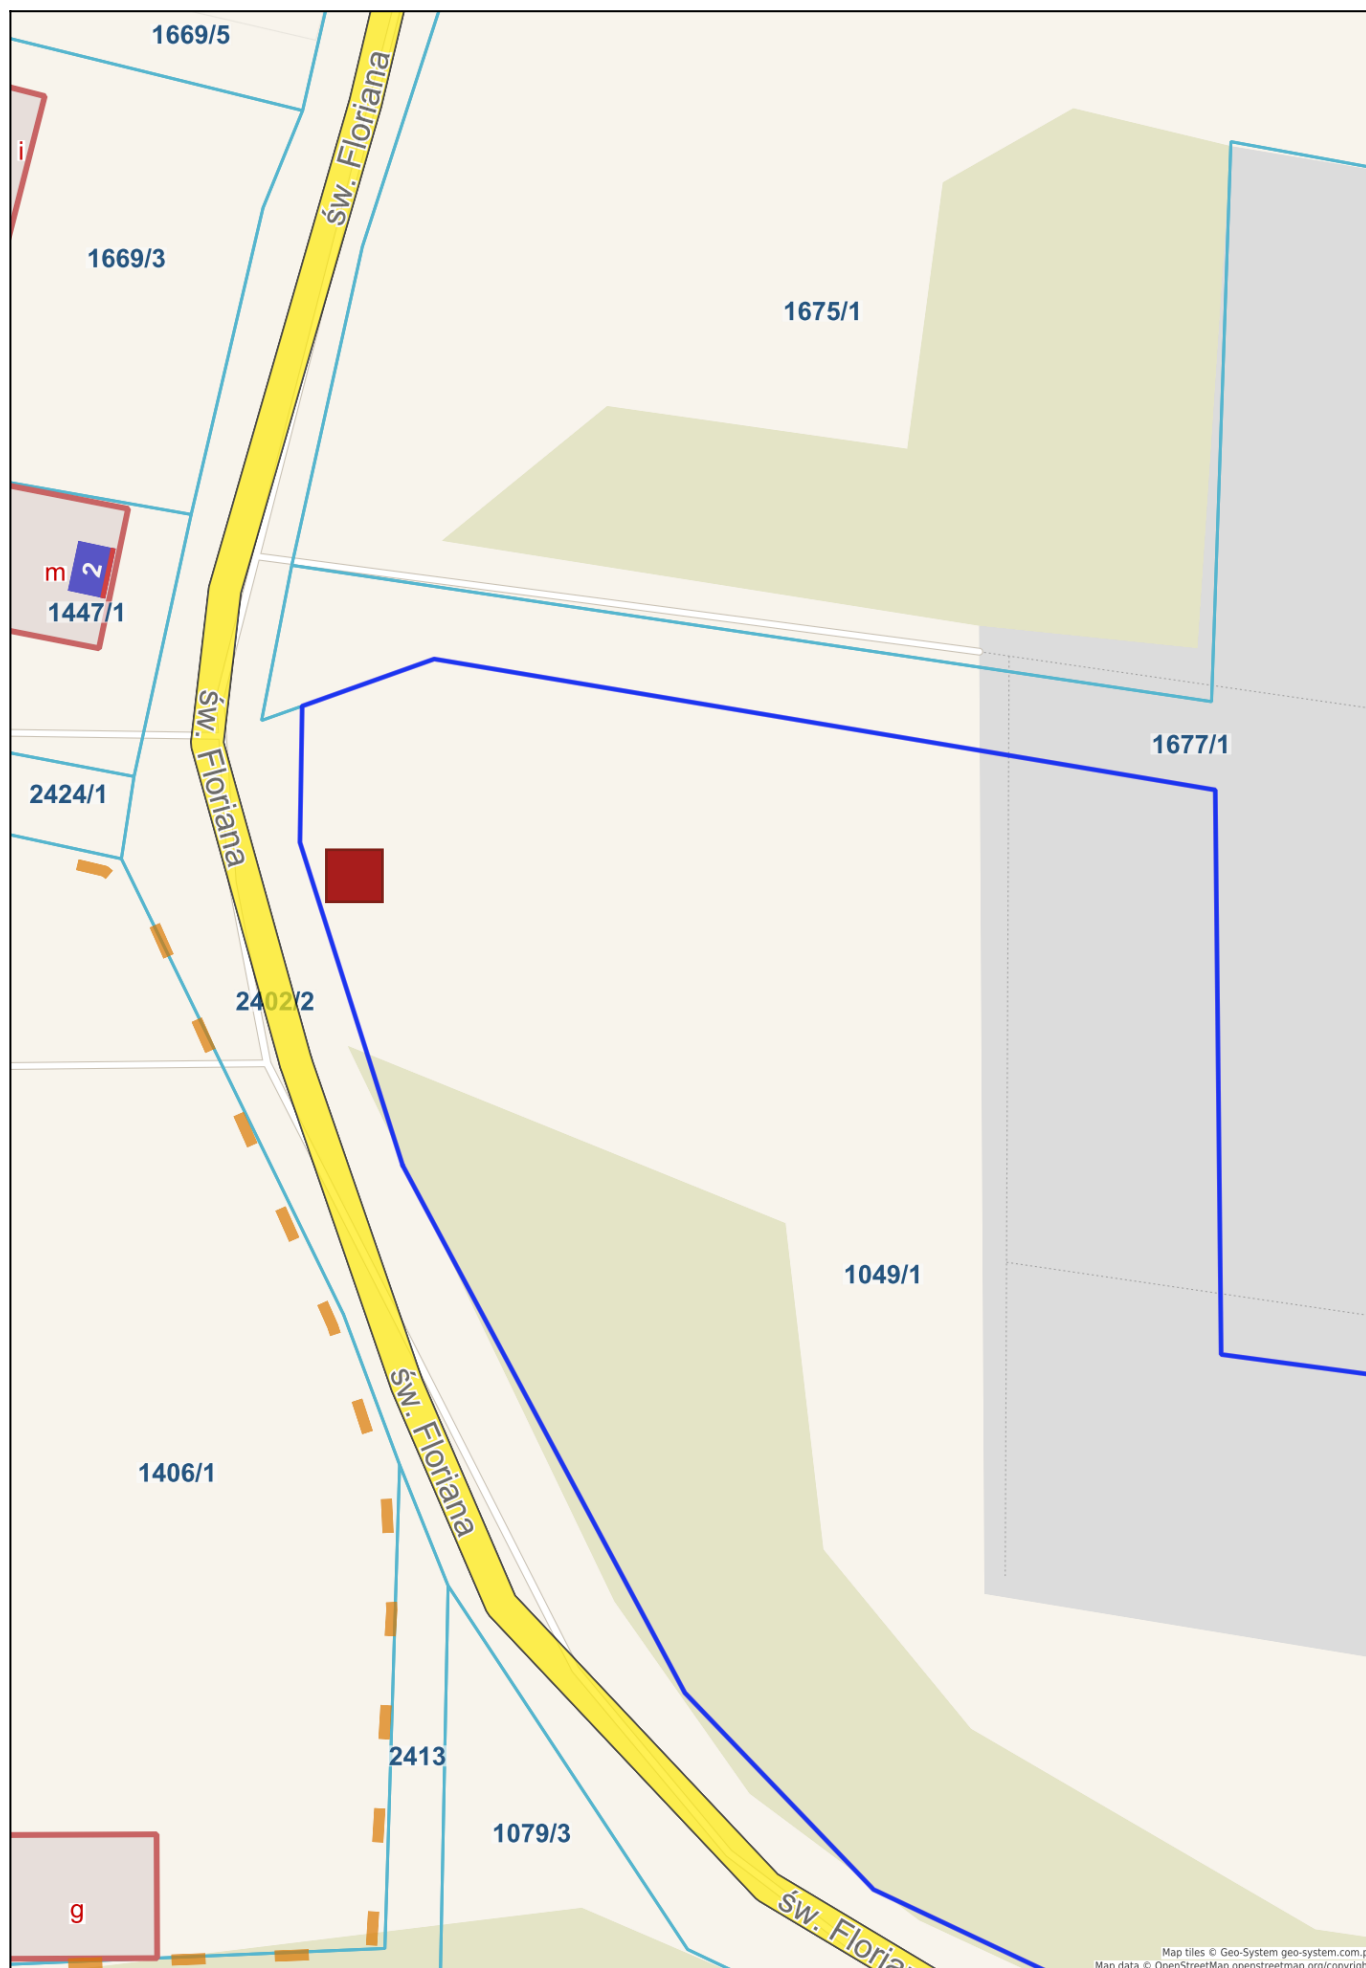 1669/5
św. Floriana
i
1669/3
1675/1
m
2
1447/1
św. Floriana
1677/1
2424/1
2402/2
1049/1
św. Floriana
1406/1
2413
1079/3
g
św. Floria
Map tiles © Geo-System geo-system.com.p
Map data © OpenStreetMap openstreetmap.org/copyrigh